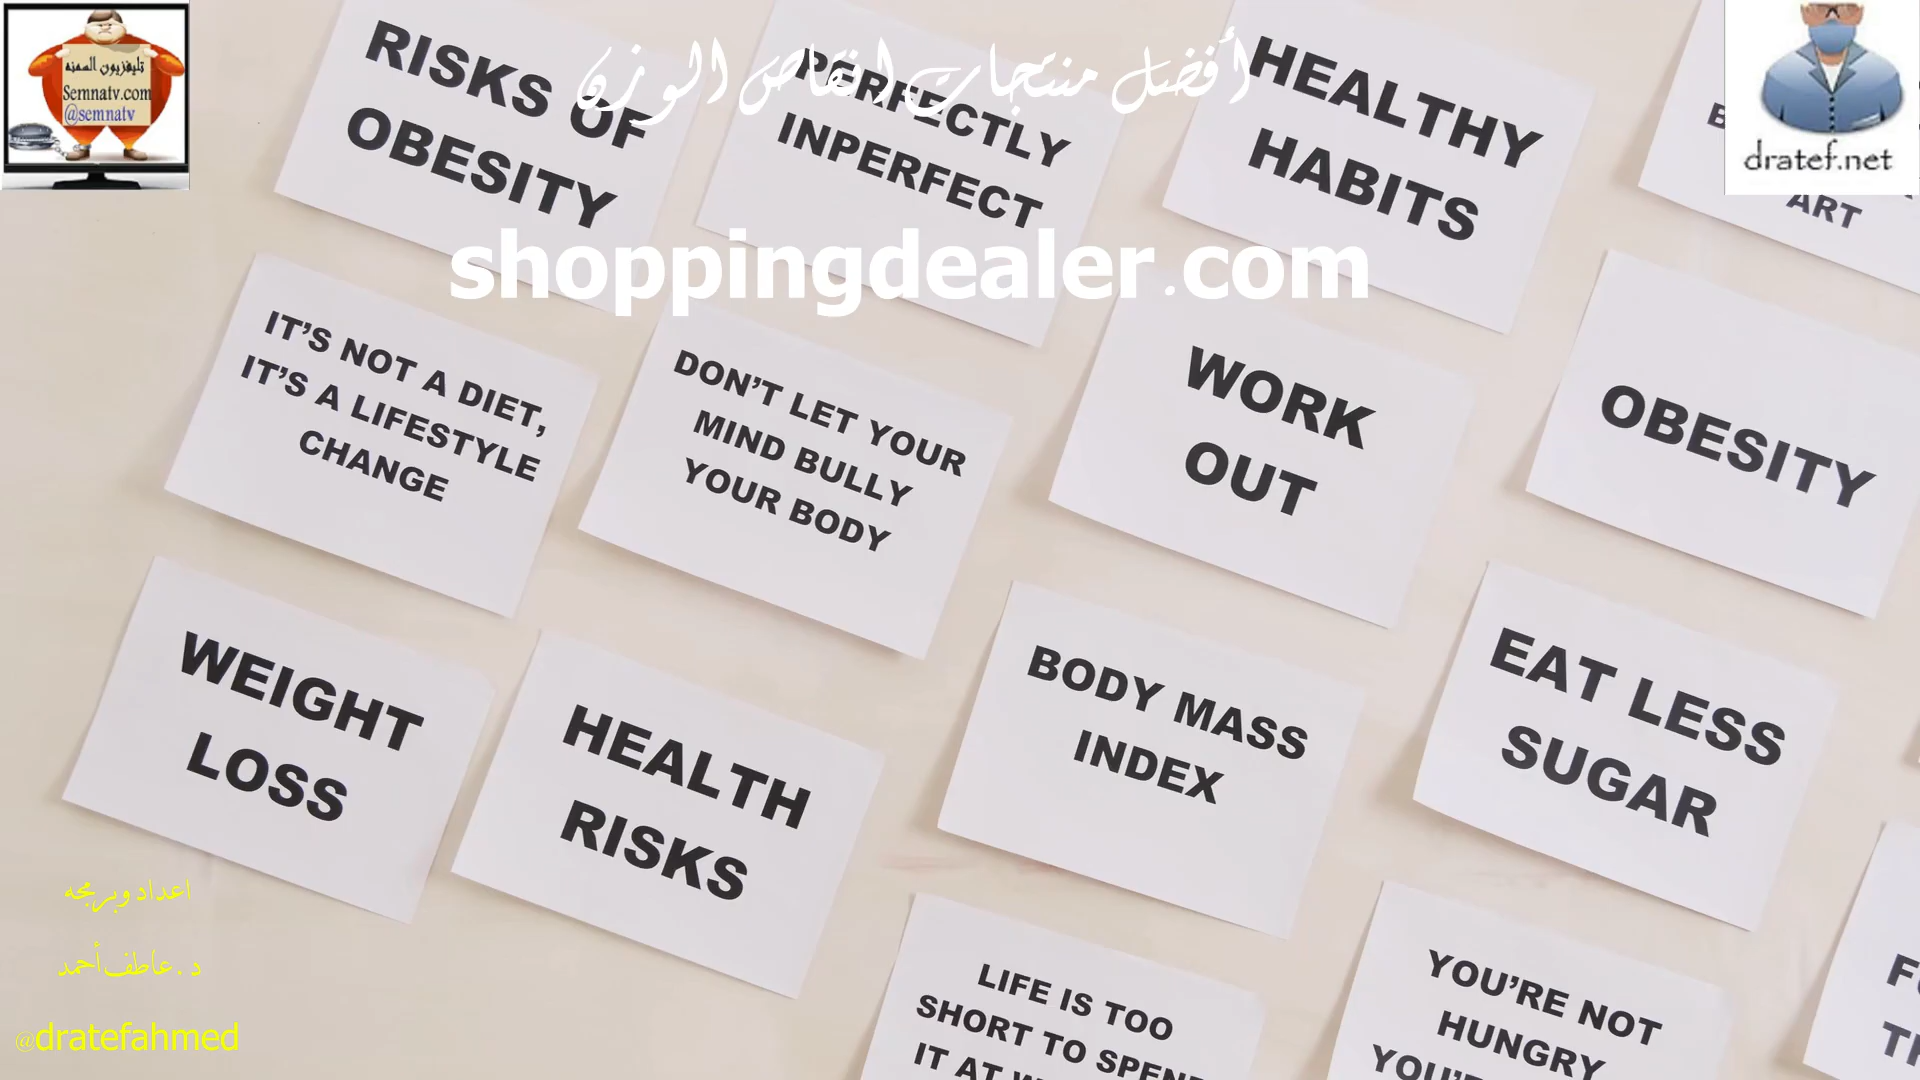 تليفزيون السمنه
Semnatv.com
@semnatv
أفضل منتجات انقاص الوزن
shoppingdealer.com
dratef.net
RISKS OF
OBESITY
PERFECTLY
INPERFECT
HEALTHY
HABITS
ART
IT'S NOT A DIET,
IT'S A LIFESTYLE
CHANGE
DON'T LET YOUR
MIND BULLY
YOUR BODY
WORK
OUT
OBESITY
WEIGHT
LOSS
HEALTH
RISKS
BODY MASS
INDEX
EAT LESS
SUGAR
LIFE IS TOO
SHORT TO SPEND
IT AT
YOU'RE NOT
HUNGRY
اعداد وبرمجه
د . عاطف أحمد
@dratefahmed